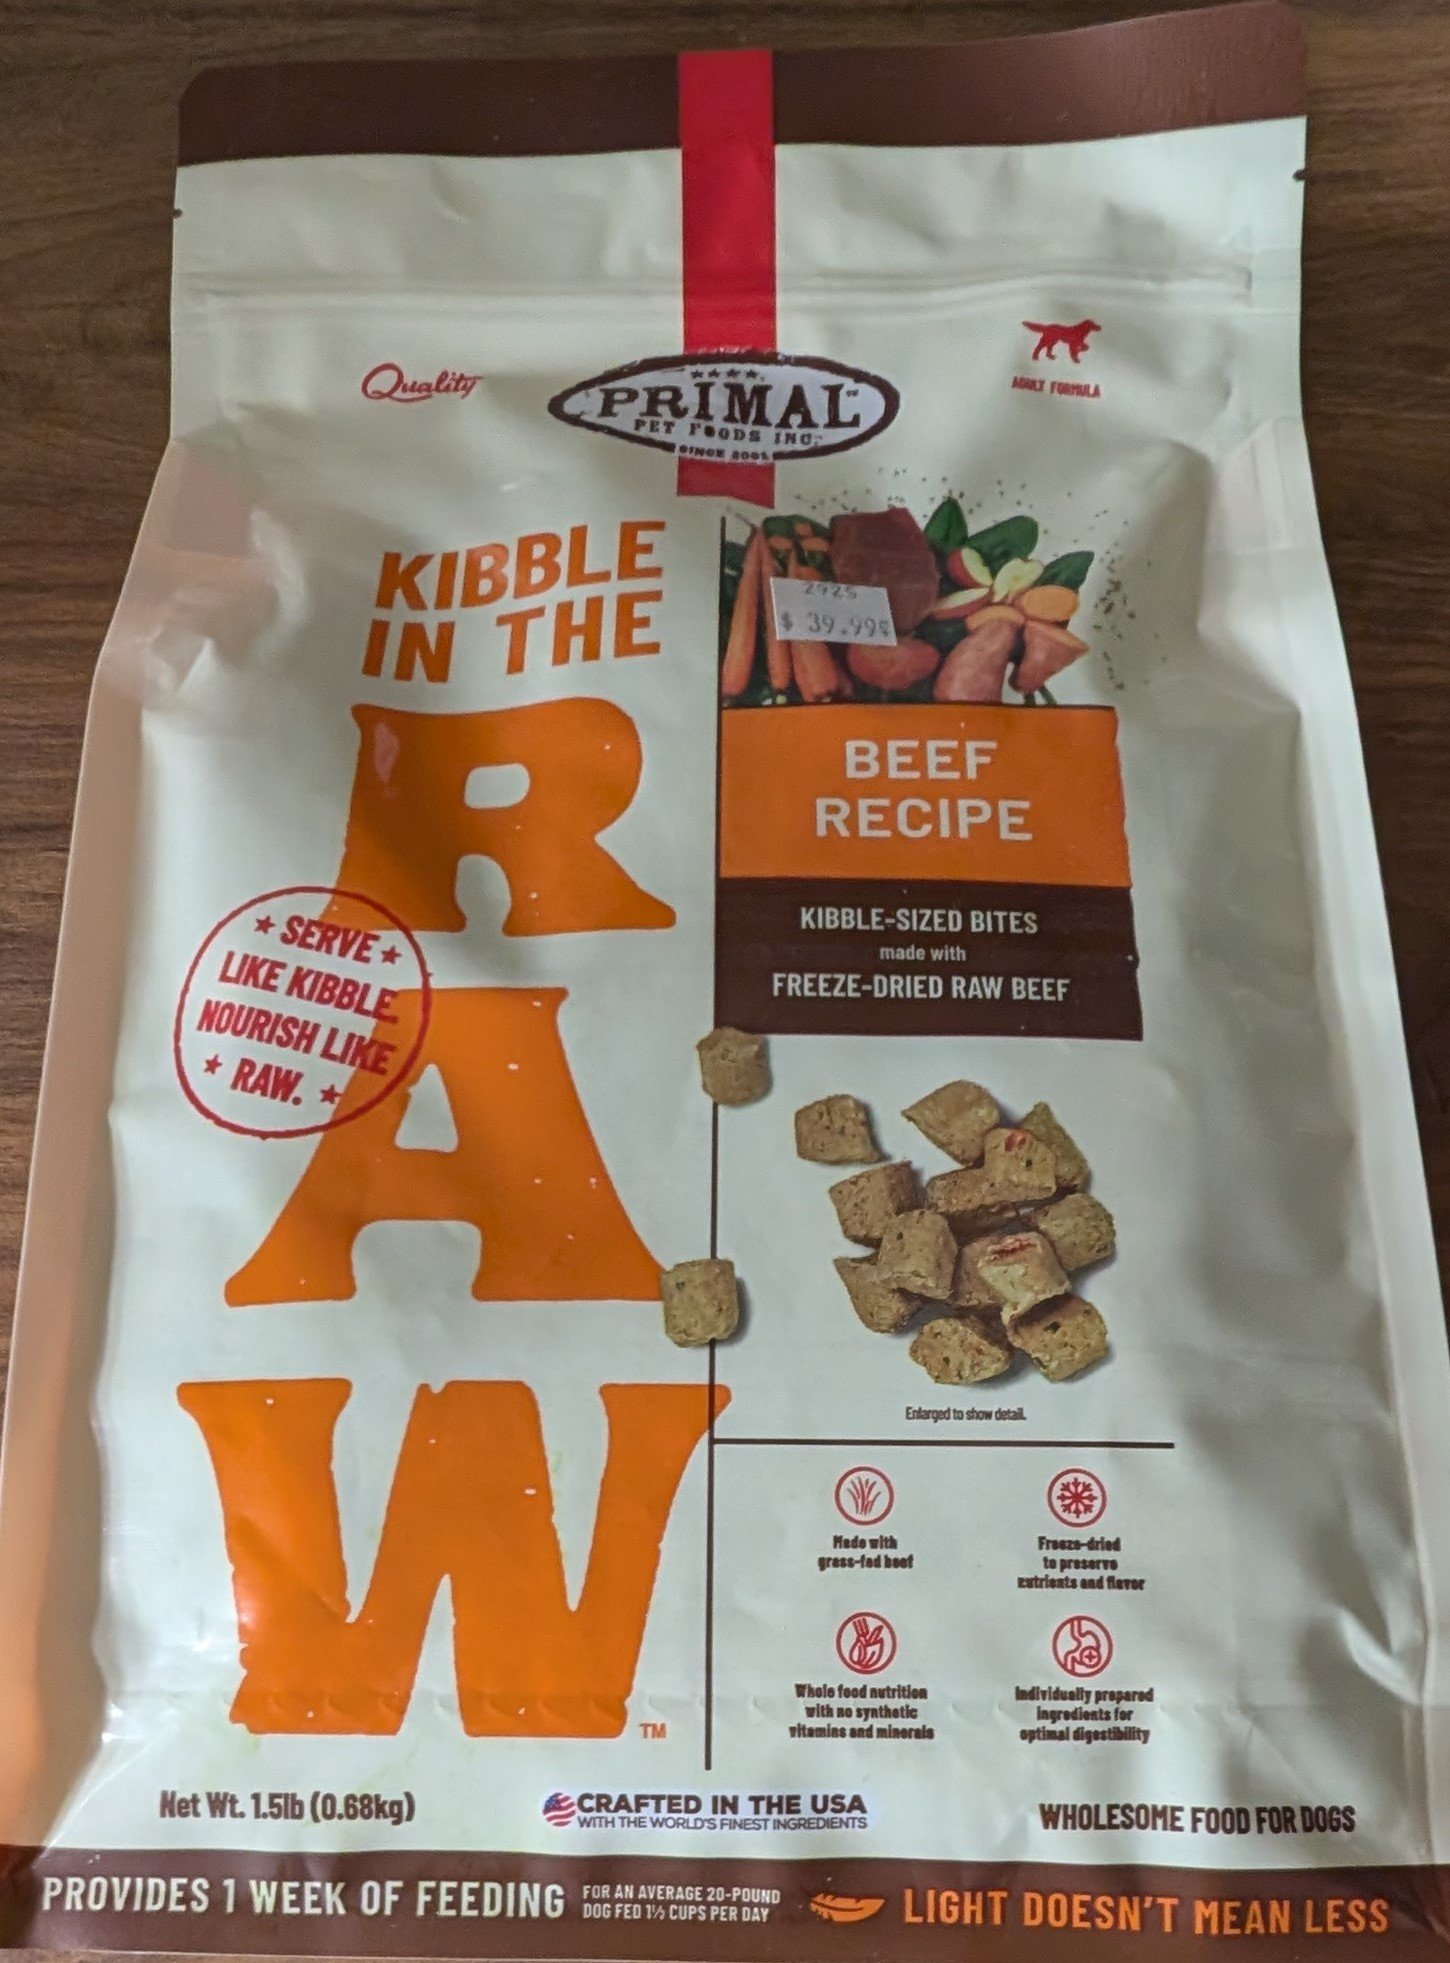 Quality
PRIMAL™
PET FOODS INC.
SINCE 2001
ADULT FORMULA
KIBBLE
IN THE
RAW™
2925
$ 39.99¢
BEEF
RECIPE
KIBBLE-SIZED BITES
made with
FREEZE-DRIED RAW BEEF
SERVE
LIKE KIBBLE.
NOURISH LIKE
RAW.
Enlarged to show detail.
Made with
grass-fed beef
Freeze-dried
to preserve
nutrients and flavor
Whole food nutrition
with no synthetic
vitamins and minerals
Individually prepared
ingredients for
optimal digestibility
Net Wt. 1.5lb (0.68kg)
CRAFTED IN THE USA
WITH THE WORLD'S FINEST INGREDIENTS
WHOLESOME FOOD FOR DOGS
PROVIDES 1 WEEK OF FEEDING
FOR AN AVERAGE 20-POUND
DOG FED 1½ CUPS PER DAY
LIGHT DOESN'T MEAN LESS